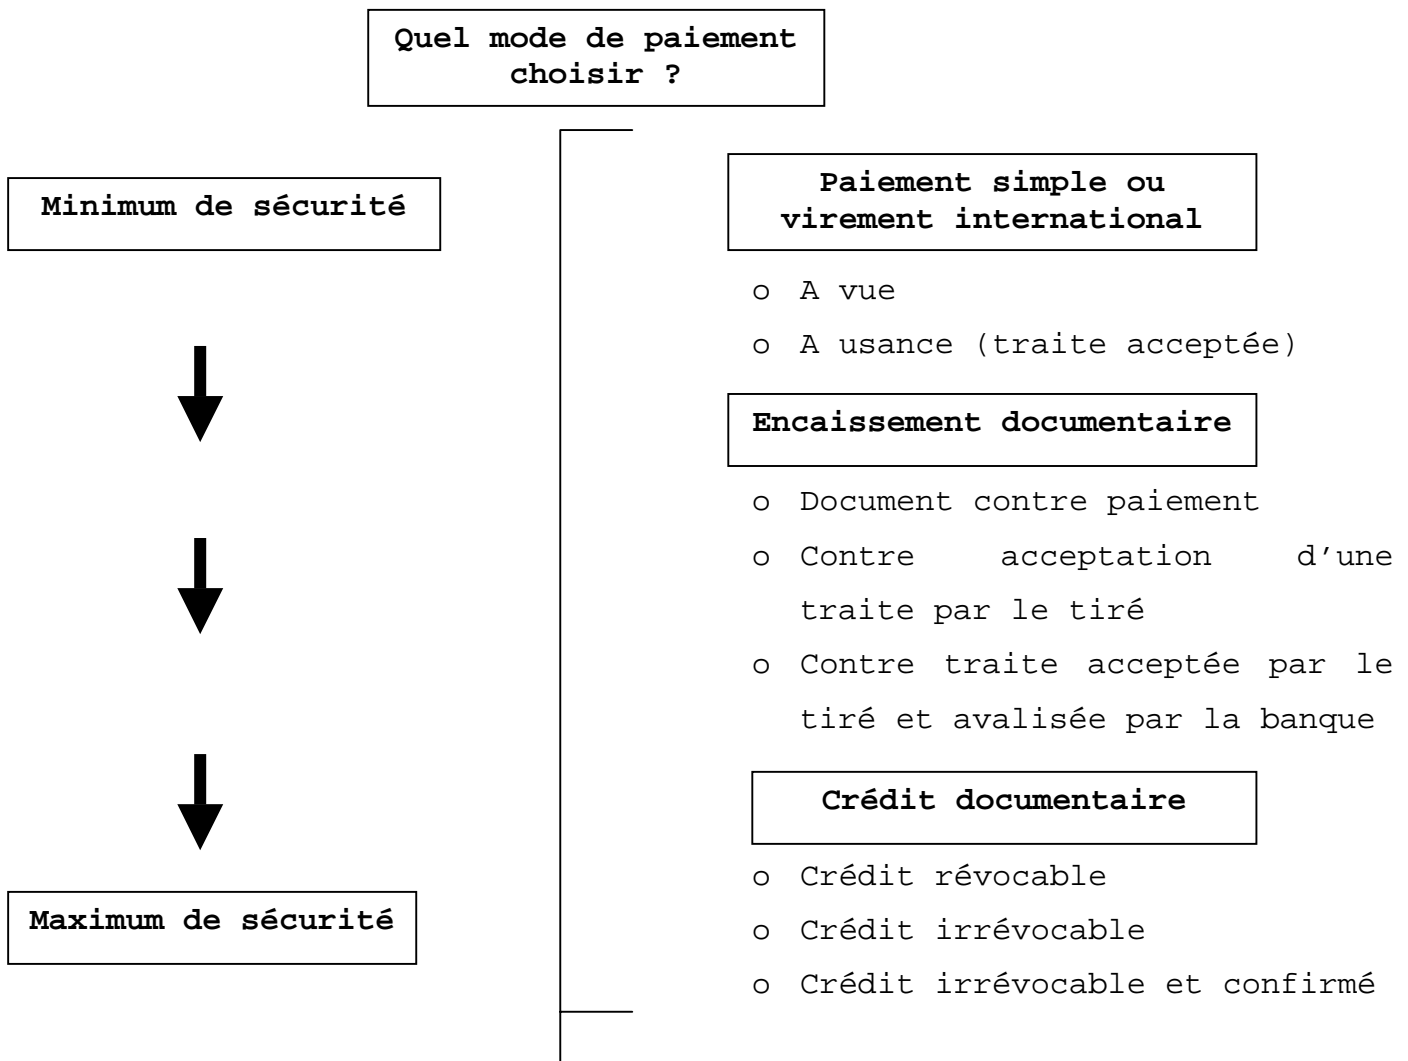 Quel mode de paiement
choisir ?
Minimum de sécurité
Paiement simple ou
virement international
o A vue
o A usance (traite acceptée)
Encaissement documentaire
o Document contre paiement
o Contre acceptation d’une
traite par le tiré
o Contre traite acceptée par le
tiré et avalisée par la banque
Crédit documentaire
o Crédit révocable
Maximum de sécurité
o Crédit irrévocable
o Crédit irrévocable et confirmé